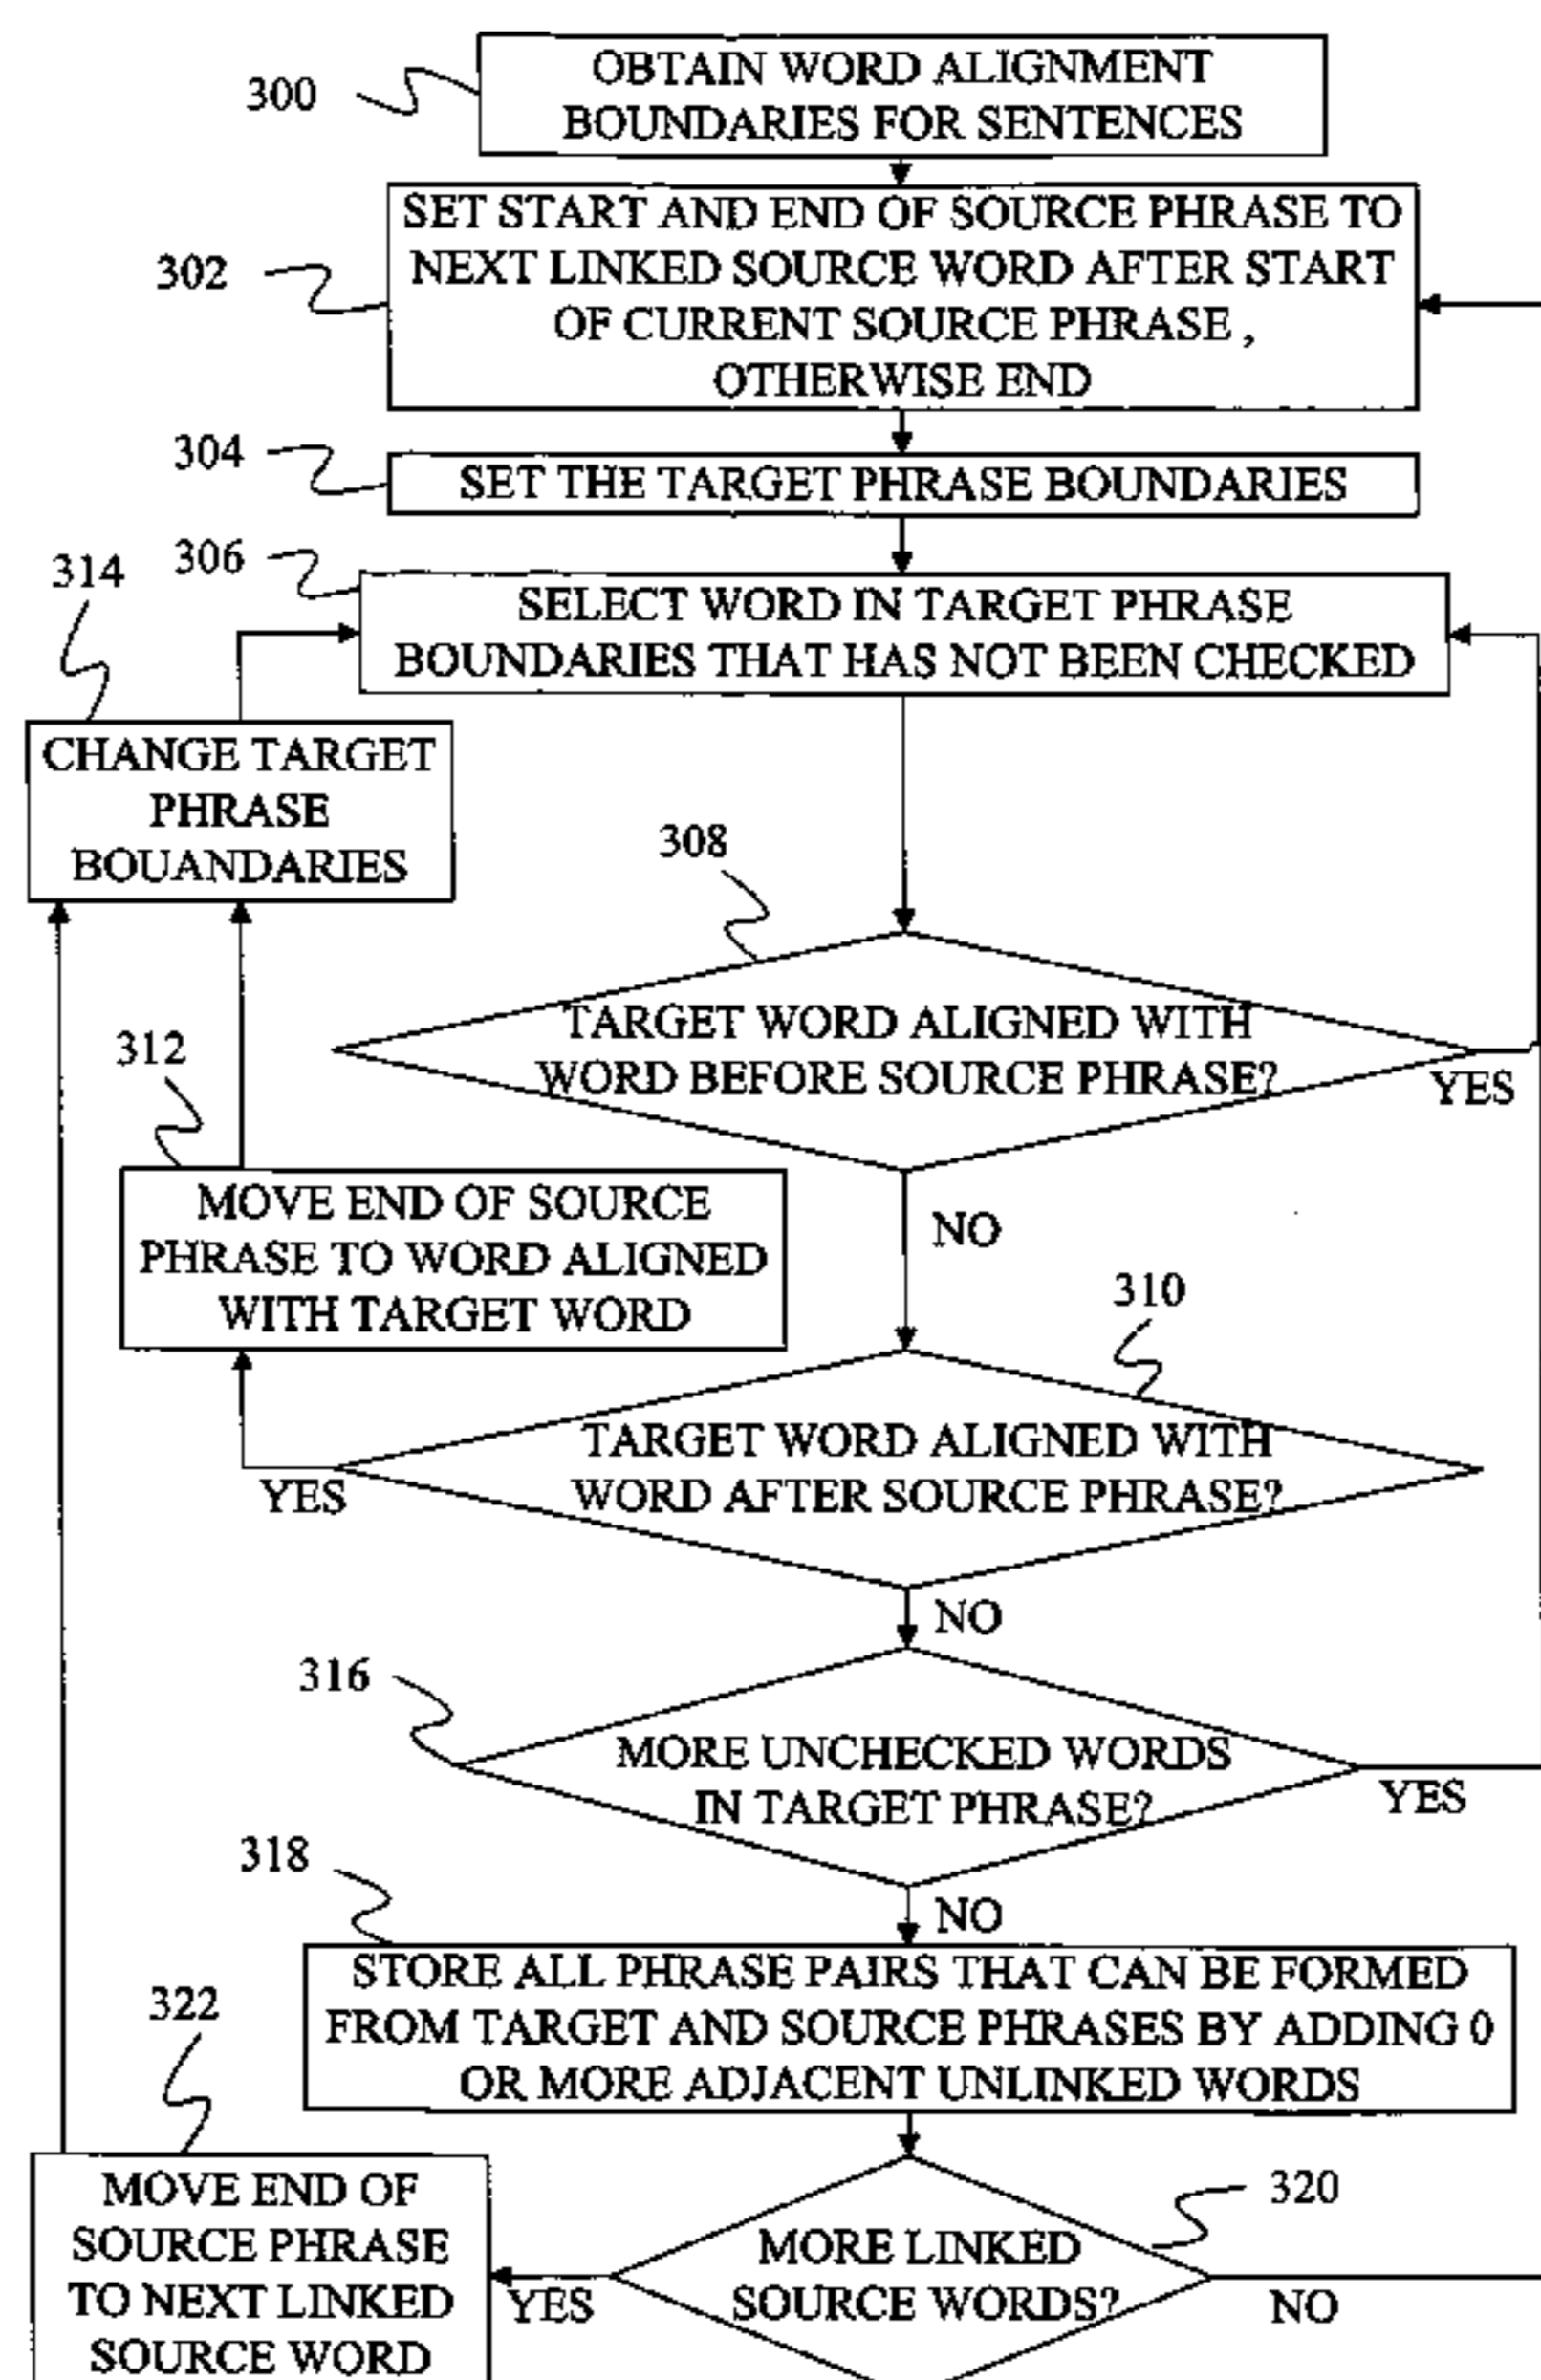 300
OBTAIN WORD ALIGNMENT
BOUNDARIES FOR SENTENCES
302
SET START AND END OF SOURCE PHRASE TO
NEXT LINKED SOURCE WORD AFTER START
OF CURRENT SOURCE PHRASE ,
OTHERWISE END
304
SET THE TARGET PHRASE BOUNDARIES
306
SELECT WORD IN TARGET PHRASE
BOUNDARIES THAT HAS NOT BEEN CHECKED
314
CHANGE TARGET
PHRASE
BOUANDARIES
308
TARGET WORD ALIGNED WITH
WORD BEFORE SOURCE PHRASE?
YES
NO
312
MOVE END OF SOURCE
PHRASE TO WORD ALIGNED
WITH TARGET WORD
310
TARGET WORD ALIGNED WITH
WORD AFTER SOURCE PHRASE?
YES
NO
316
MORE UNCHECKED WORDS
IN TARGET PHRASE?
YES
NO
318
STORE ALL PHRASE PAIRS THAT CAN BE FORMED
FROM TARGET AND SOURCE PHRASES BY ADDING 0
OR MORE ADJACENT UNLINKED WORDS
322
MOVE END OF
SOURCE PHRASE
TO NEXT LINKED
SOURCE WORD
320
MORE LINKED
SOURCE WORDS?
YES
NO